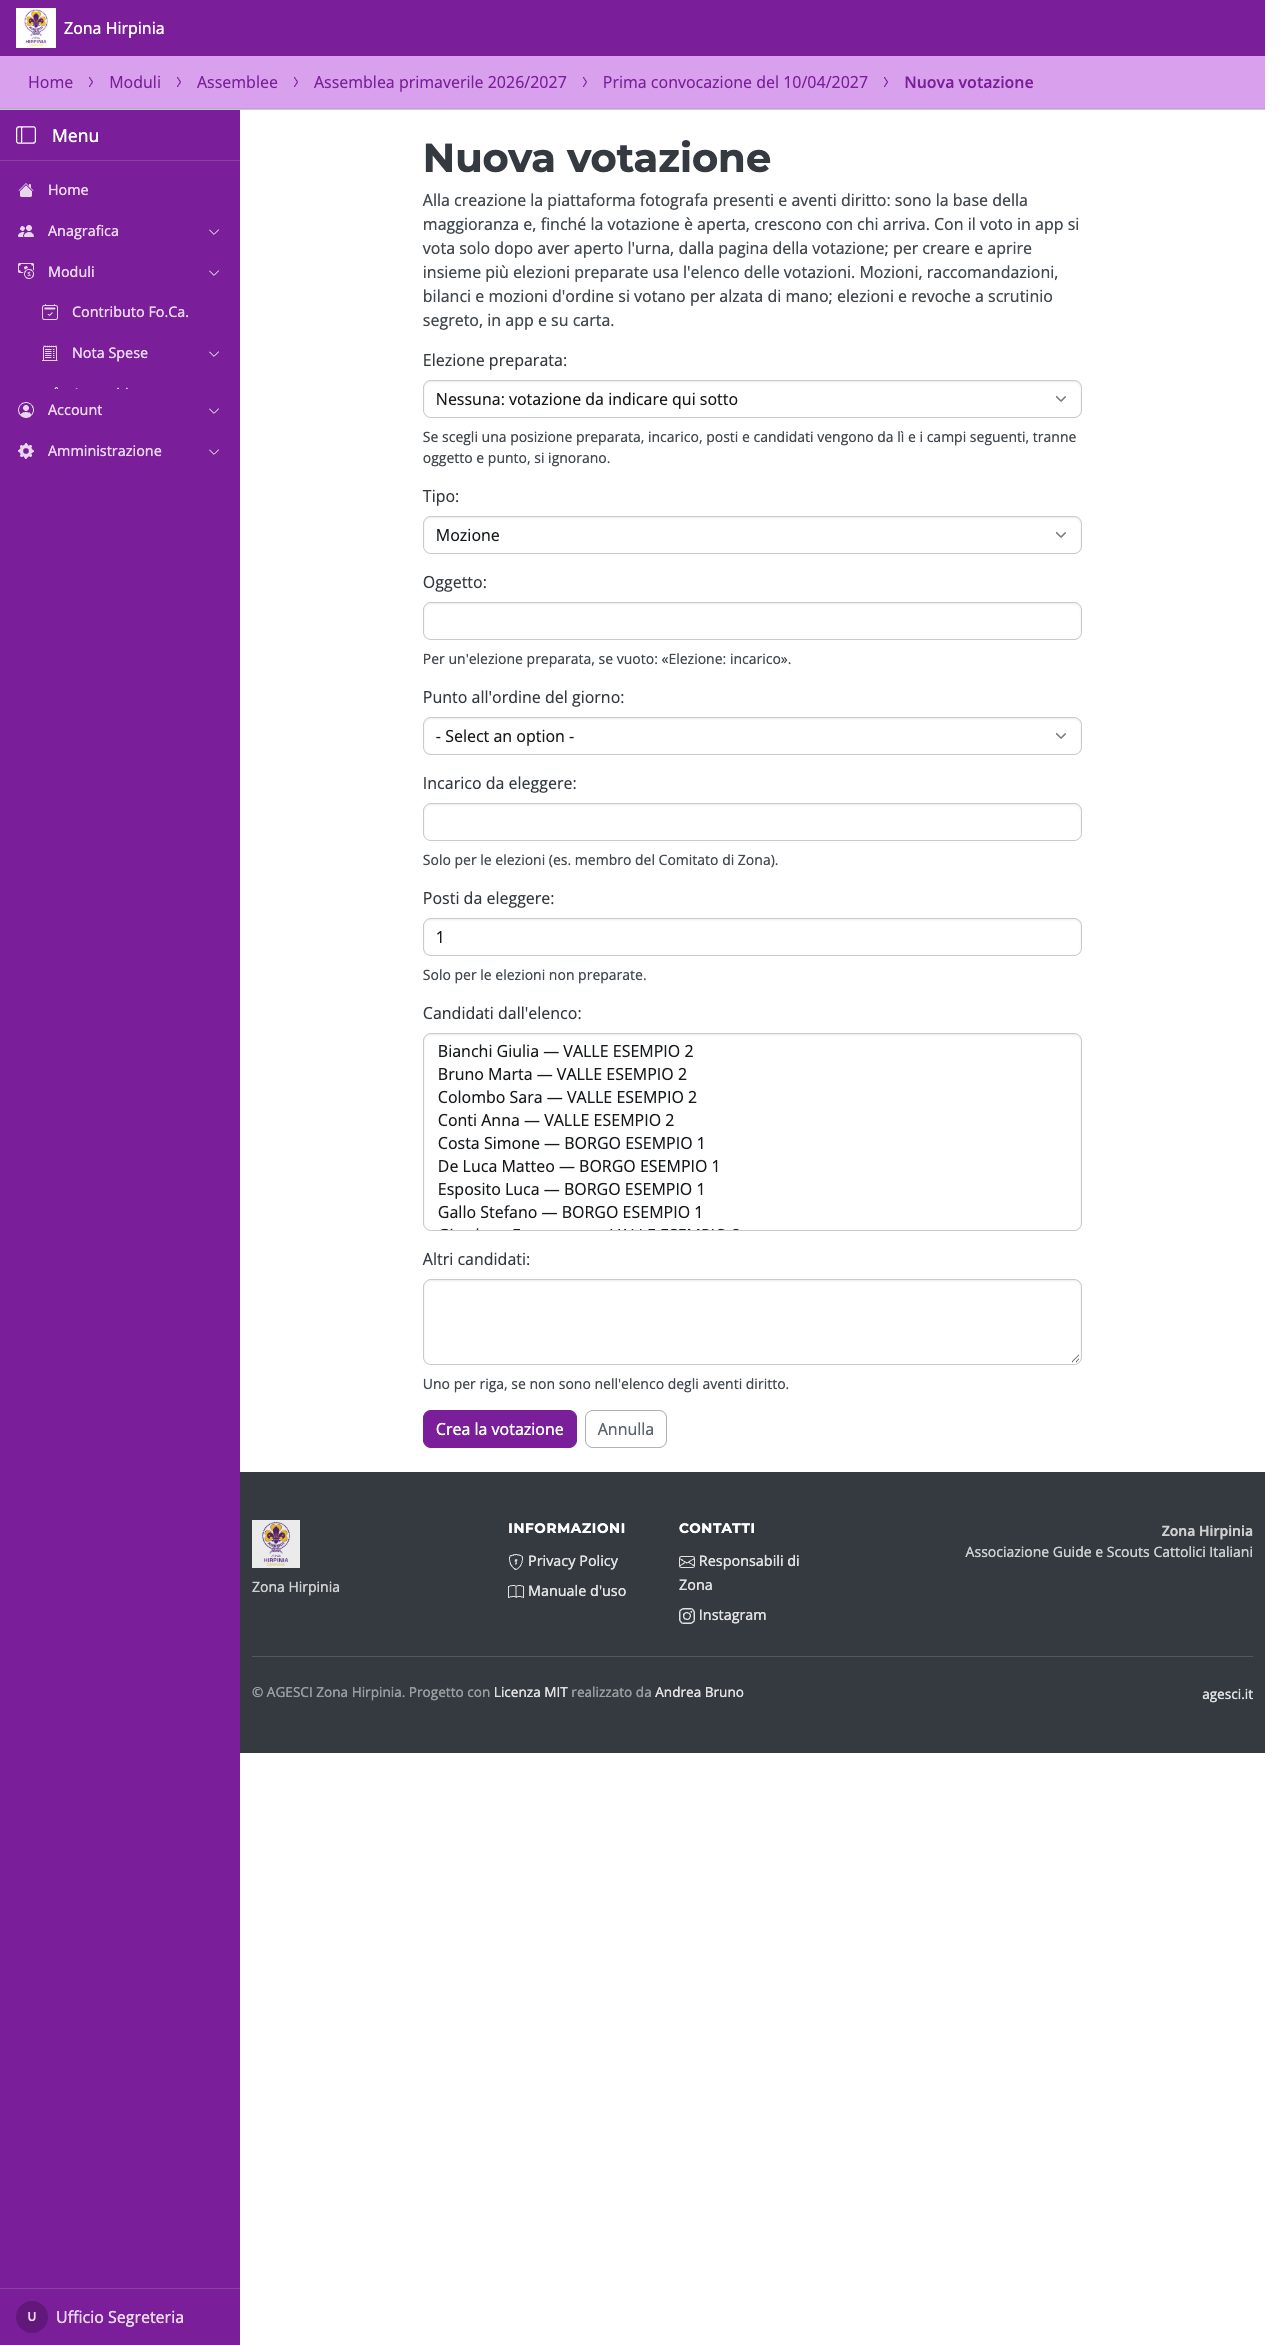 Zona Hirpinia
Home
Moduli
Assemblee
Assemblea primaverile 2026/2027
Prima convocazione del 10/04/2027
Nuova votazione
Menu
Home
Anagrafica
Moduli
Contributo Fo.Ca.
Nota Spese
Account
Amministrazione
Nuova votazione
Alla creazione la piattaforma fotografa presenti e aventi diritto: sono la base della
maggioranza e, finché la votazione è aperta, crescono con chi arriva. Con il voto in app si
vota solo dopo aver aperto l'urna, dalla pagina della votazione; per creare e aprire
insieme più elezioni preparate usa l'elenco delle votazioni. Mozioni, raccomandazioni,
bilanci e mozioni d'ordine si votano per alzata di mano; elezioni e revoche a scrutinio
segreto, in app e su carta.
Elezione preparata:
Nessuna: votazione da indicare qui sotto
Se scegli una posizione preparata, incarico, posti e candidati vengono da lì e i campi seguenti, tranne
oggetto e punto, si ignorano.
Tipo:
Mozione
Oggetto:
Per un'elezione preparata, se vuoto: «Elezione: incarico».
Punto all'ordine del giorno:
- Select an option -
Incarico da eleggere:
Solo per le elezioni (es. membro del Comitato di Zona).
Posti da eleggere:
1
Solo per le elezioni non preparate.
Candidati dall'elenco:
Bianchi Giulia — VALLE ESEMPIO 2
Bruno Marta — VALLE ESEMPIO 2
Colombo Sara — VALLE ESEMPIO 2
Conti Anna — VALLE ESEMPIO 2
Costa Simone — BORGO ESEMPIO 1
De Luca Matteo — BORGO ESEMPIO 1
Esposito Luca — BORGO ESEMPIO 1
Gallo Stefano — BORGO ESEMPIO 1
Altri candidati:
Uno per riga, se non sono nell'elenco degli aventi diritto.
Crea la votazione
Annulla
Zona Hirpinia
INFORMAZIONI
Privacy Policy
Manuale d'uso
CONTATTI
Responsabili di
Zona
Instagram
Zona Hirpinia
Associazione Guide e Scouts Cattolici Italiani
© AGESCI Zona Hirpinia. Progetto con Licenza MIT realizzato da Andrea Bruno
agesci.it
U
Ufficio Segreteria